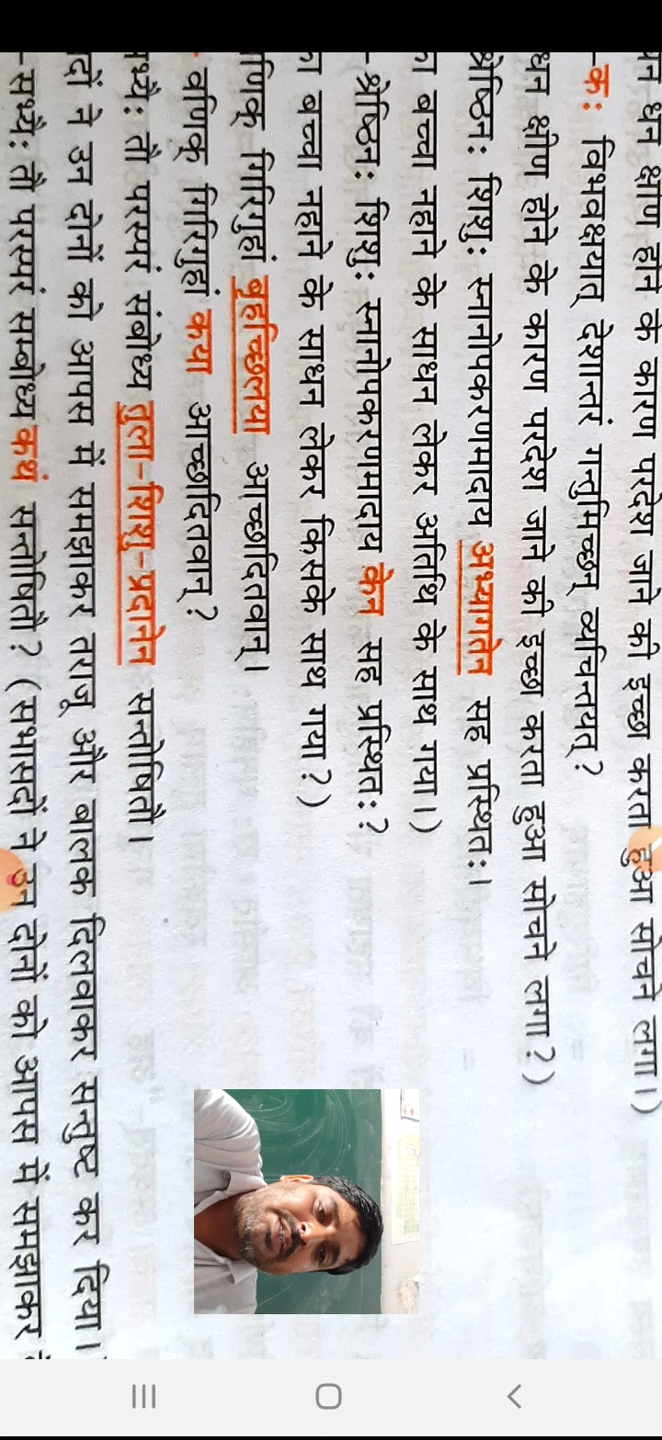 धन क्षीण होने के कारण परदेश जाने की इच्छा करता हुआ सोचने लगा।)
-कः विभवक्षयात् देशान्तरं गन्तुमिच्छन् व्यचिन्तयत्?
धन क्षीण होने के कारण परदेश जाने की इच्छा करता हुआ सोचने लगा?)
श्रेष्ठिनः शिशुः स्नानोपकरणमादाय अभ्यागतेन सह प्रस्थितः।
का बच्चा नहाने के साधन लेकर अतिथि के साथ गया।)
-श्रेष्ठिनः शिशुः स्नानोपकरणमादाय केन सह प्रस्थितः?
का बच्चा नहाने के साधन लेकर किसके साथ गया?)
णिक् गिरिगुहां बृहच्छिलया आच्छादितवान्।
- वणिक् गिरिगुहां कया आच्छादितवान्?
भ्यैः तौ परस्परं संबोध्य तुला-शिशु-प्रदानेन सन्तोषितौ।
दों ने उन दोनों को आपस में समझाकर तराजू और बालक दिलवाकर सन्तुष्ट कर दिया।
-सभ्यैः तौ परस्परं सम्बोध्य कथं सन्तोषितौ? (सभासदों ने उन दोनों को आपस में समझाकर